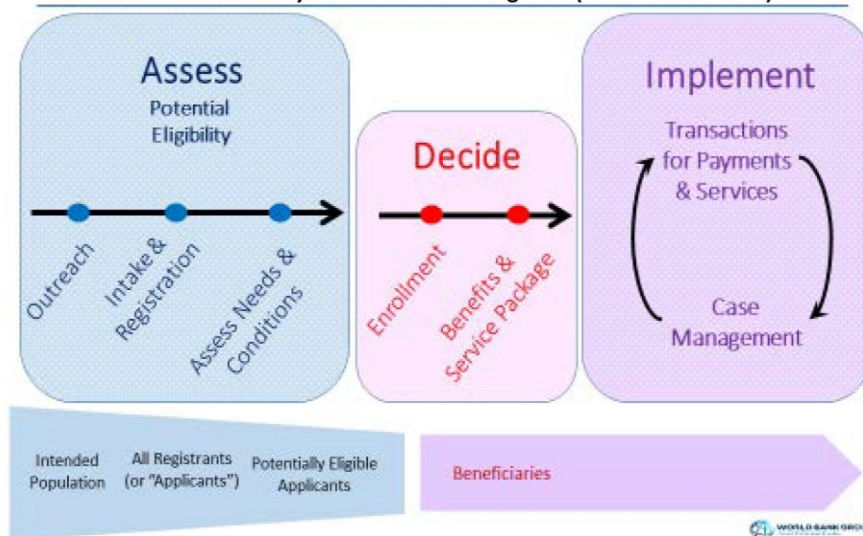 Assess
Potential
Eligibility
Outreach
Intake &
Registration
Assess Needs &
Conditions
Decide
Enrollment
Benefits &
Service Package
Implement
Transactions
for Payments
& Services
Case
Management
Intended
Population
All Registrants
(or “Applicants”)
Potentially Eligible
Applicants
Beneficiaries
WORLD BANK GROUP